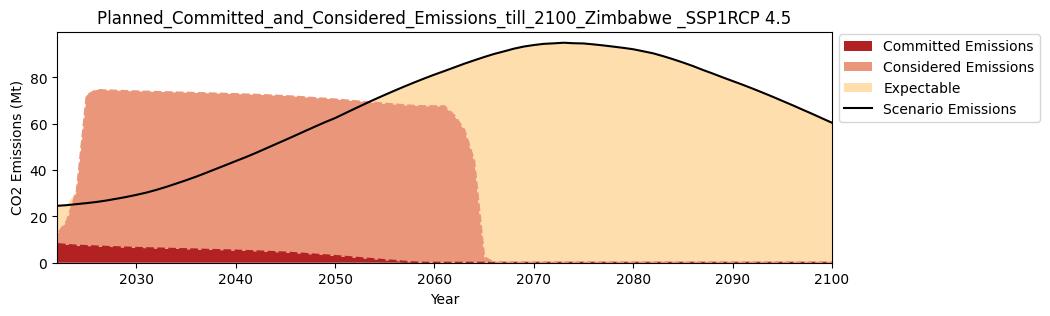 Planned_Committed_and_Considered_Emissions_till_2100_Zimbabwe _SSP1RCP 4.5
CO2 Emissions (Mt)
80
60
40
20
0
2030 2040 2050 2060 2070 2080 2090 2100
Year
Committed Emissions
Considered Emissions
Expectable
Scenario Emissions